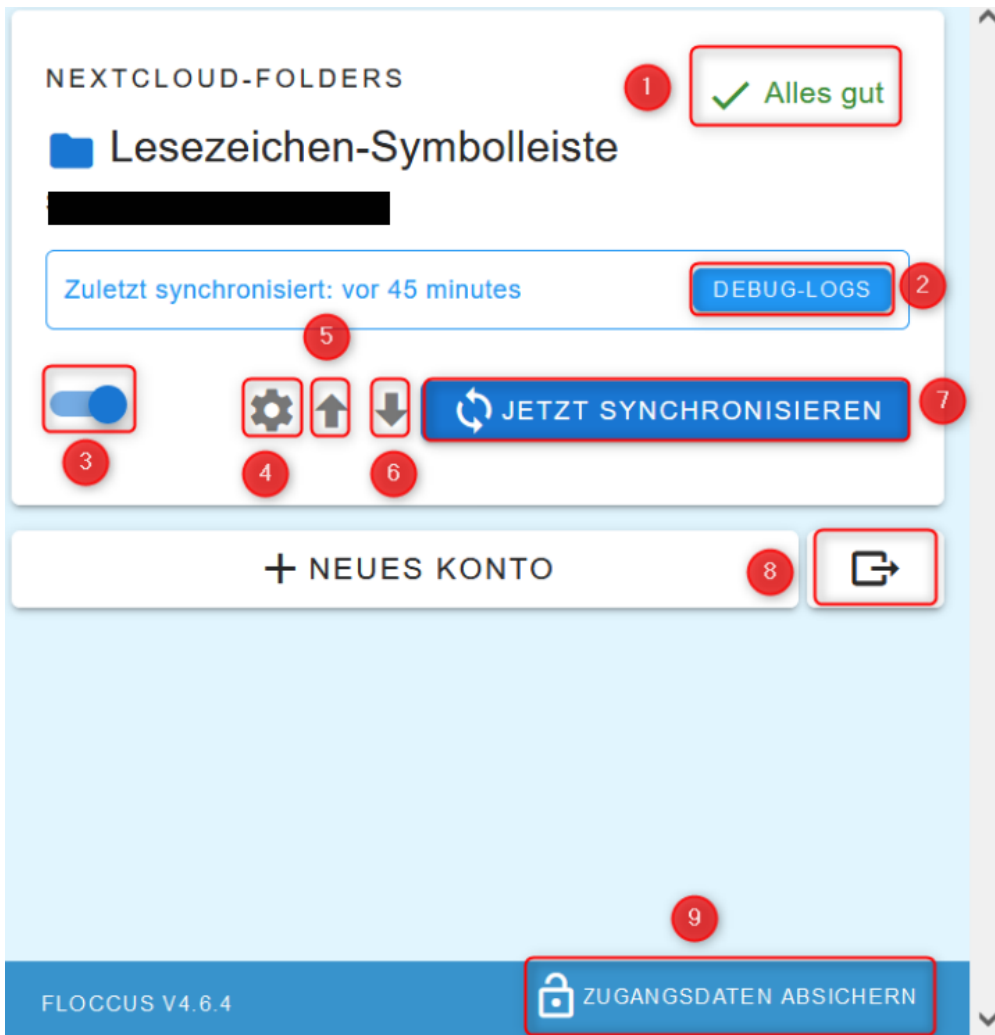 NEXTCLOUD-FOLDERS
1
Alles gut
Lesezeichen-Symbolleiste
Zuletzt synchronisiert: vor 45 minutes
DEBUG-LOGS
2
5
JETZT SYNCHRONISIEREN
7
3
4
6
+ NEUES KONTO
8
9
FLOCCUS V4.6.4
ZUGANGSDATEN ABSICHERN